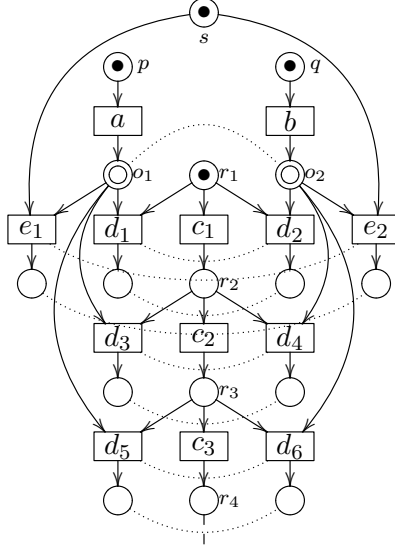 s
p q
a b
o₁ r₁ o₂
e₁ d₁ c₁ d₂ e₂
r₂
d₃ c₂ d₄
r₃
d₅ c₃ d₆
r₄